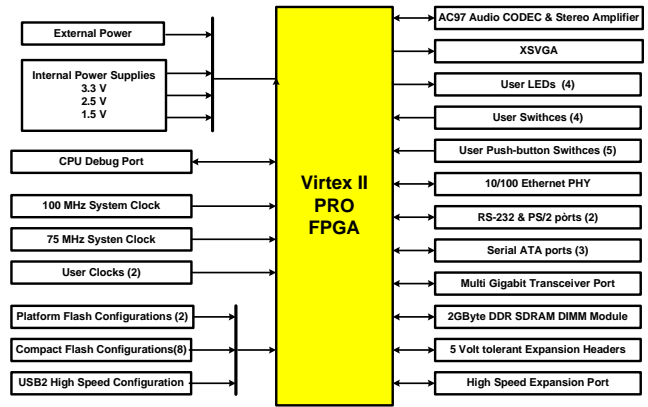 External Power
Internal Power Supplies
3.3 V
2.5 V
1.5 V
CPU Debug Port
100 MHz System Clock
75 MHz Systen Clock
User Clocks (2)
Platform Flash Configurations (2)
Compact Flash Configurations(8)
USB2 High Speed Configuration
Virtex II
PRO
FPGA
AC97 Audio CODEC & Stereo Amplifier
XSVGA
User LEDs (4)
User Swithces (4)
User Push-button Swithces (5)
10/100 Ethernet PHY
RS-232 & PS/2 pòrts (2)
Serial ATA ports (3)
Multi Gigabit Transceiver Port
2GByte DDR SDRAM DIMM Module
5 Volt tolerant Expansion Headers
High Speed Expansion Port